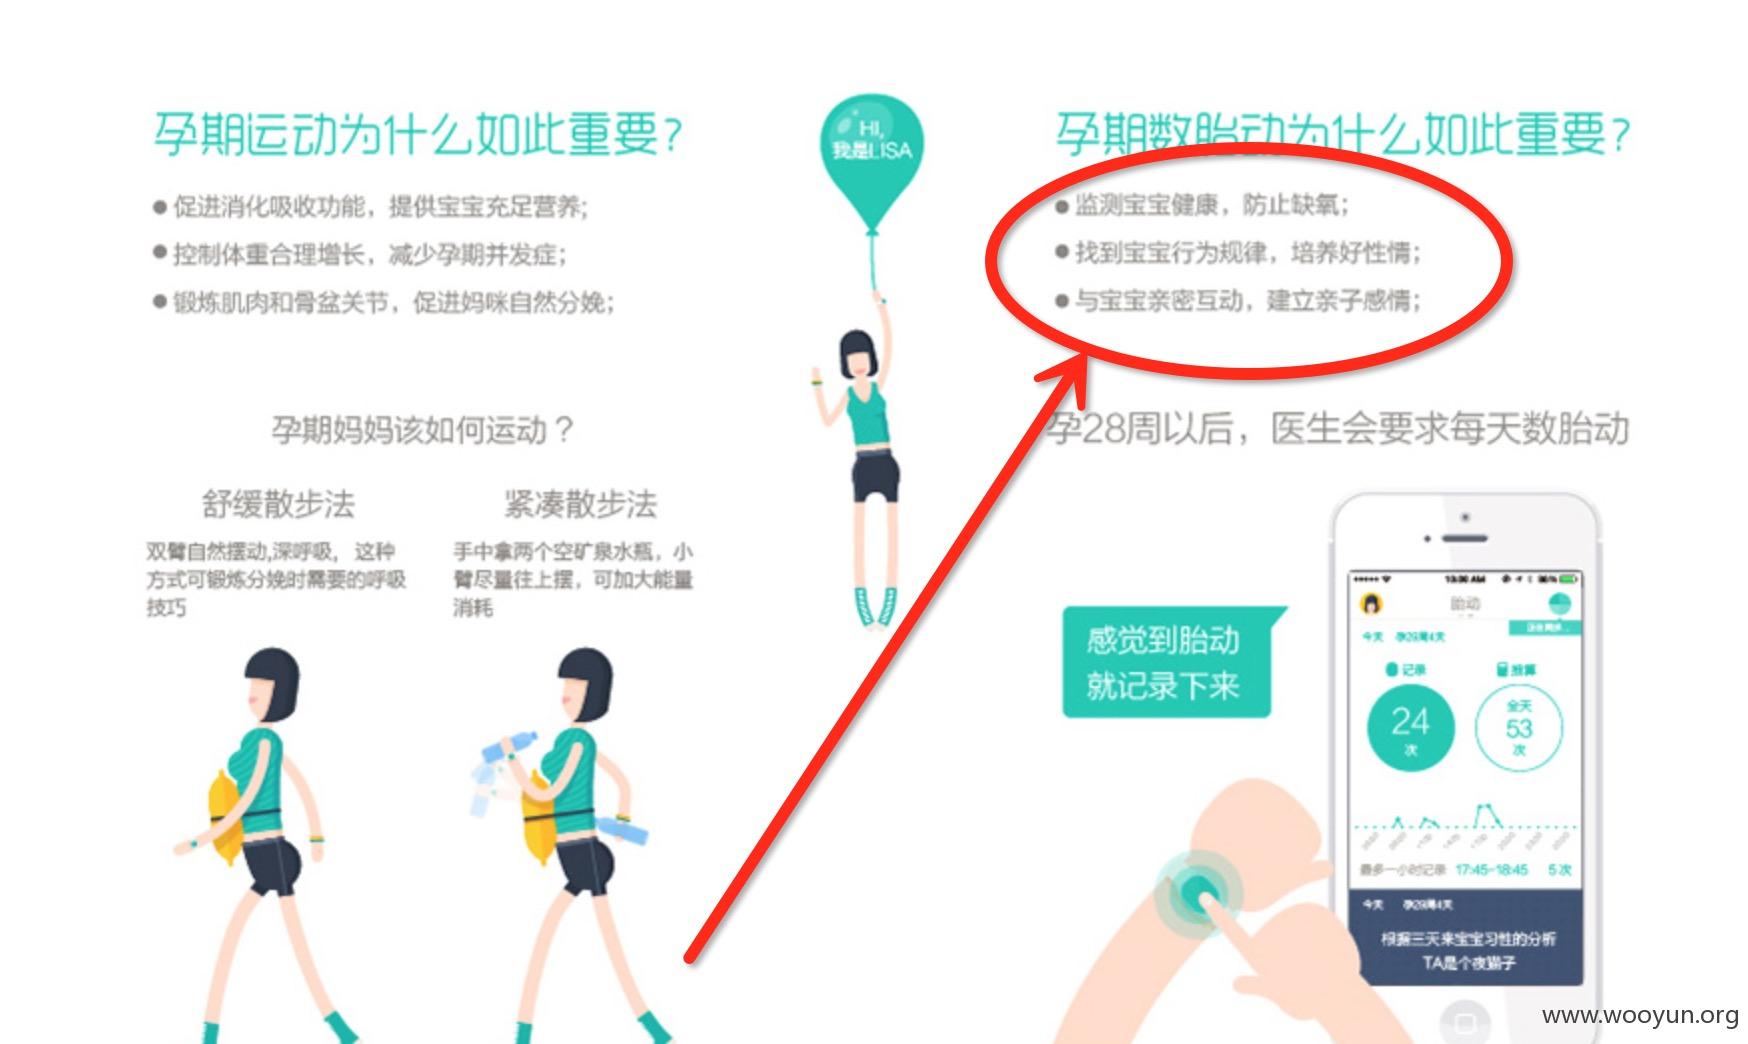 孕期运动为什么如此重要?
● 促进消化吸收功能，提供宝宝充足营养;
● 控制体重合理增长，减少孕期并发症;
● 锻炼肌肉和骨盆关节，促进妈咪自然分娩;
孕期妈妈该如何运动？
舒缓散步法
双臂自然摆动,深呼吸，这种
方式可锻炼分娩时需要的呼吸
技巧
紧凑散步法
手中拿两个空矿泉水瓶，小
臂尽量往上摆，可加大能量
消耗
HI,
我是LISA
孕期数胎动为什么如此重要?
● 监测宝宝健康，防止缺氧;
● 找到宝宝行为规律，培养好性情;
● 与宝宝亲密互动，建立亲子感情;
孕28周以后，医生会要求每天数胎动
感觉到胎动
就记录下来
10:00 AM
胎动
今天 孕29周4天
记录
24
次
推算
全天
53
次
最多一小时记录 17:45-18:45 5次
今天 孕29周4天
根据三天来宝宝习性的分析
TA是个夜猫子
www.wooyun.org